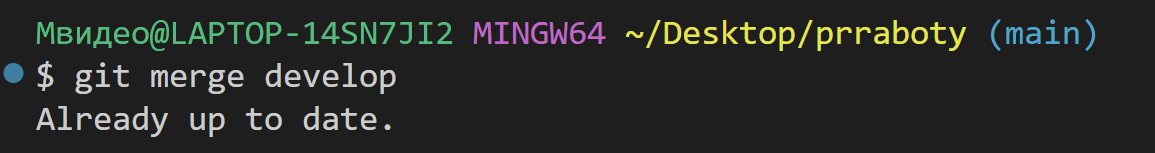 Мвидео@LAPTOP-14SN7JI2 MINGW64 ~/Desktop/prraboty (main)
$ git merge develop
Already up to date.